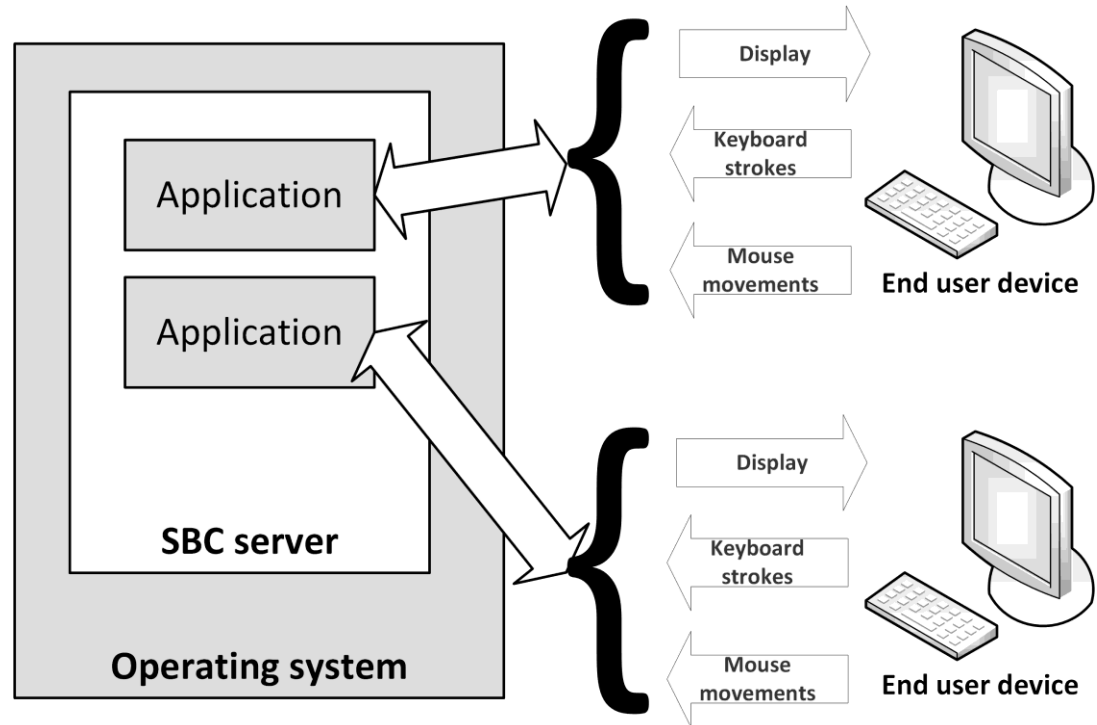 Application
Application
SBC server
Operating system
Display
Keyboard
strokes
Mouse
movements
End user device
Display
Keyboard
strokes
Mouse
movements
End user device